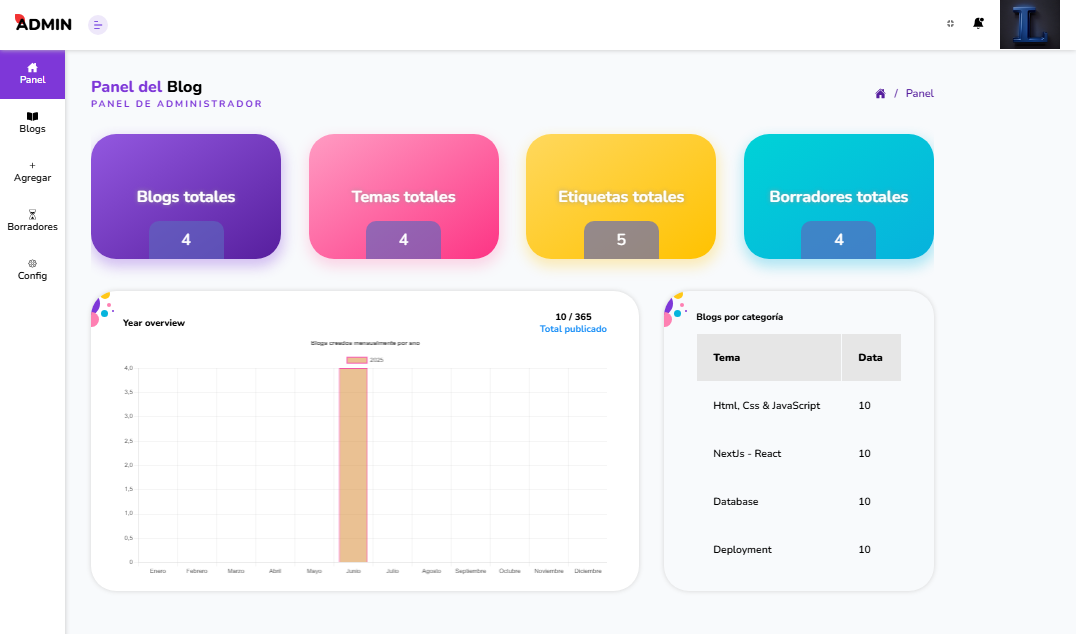 ADMIN
Panel
Blogs
+
Agregar
Borradores
Config
Panel del Blog
PANEL DE ADMINISTRADOR
/ Panel
Blogs totales
4
Temas totales
4
Etiquetas totales
5
Borradores totales
4
Year overview
10 / 365
Total publicado
Blogs creados mensualmente por ano
2025
4,0
3,5
3,0
2,5
2,0
1,5
1,0
0,5
0
Enero Febrero Marzo Abril Mayo Junio Julio Agosto Septiembre Octubre Noviembre Diciembre
Blogs por categoría
Tema Data
Html, Css & JavaScript 10
NextJs - React 10
Database 10
Deployment 10
L